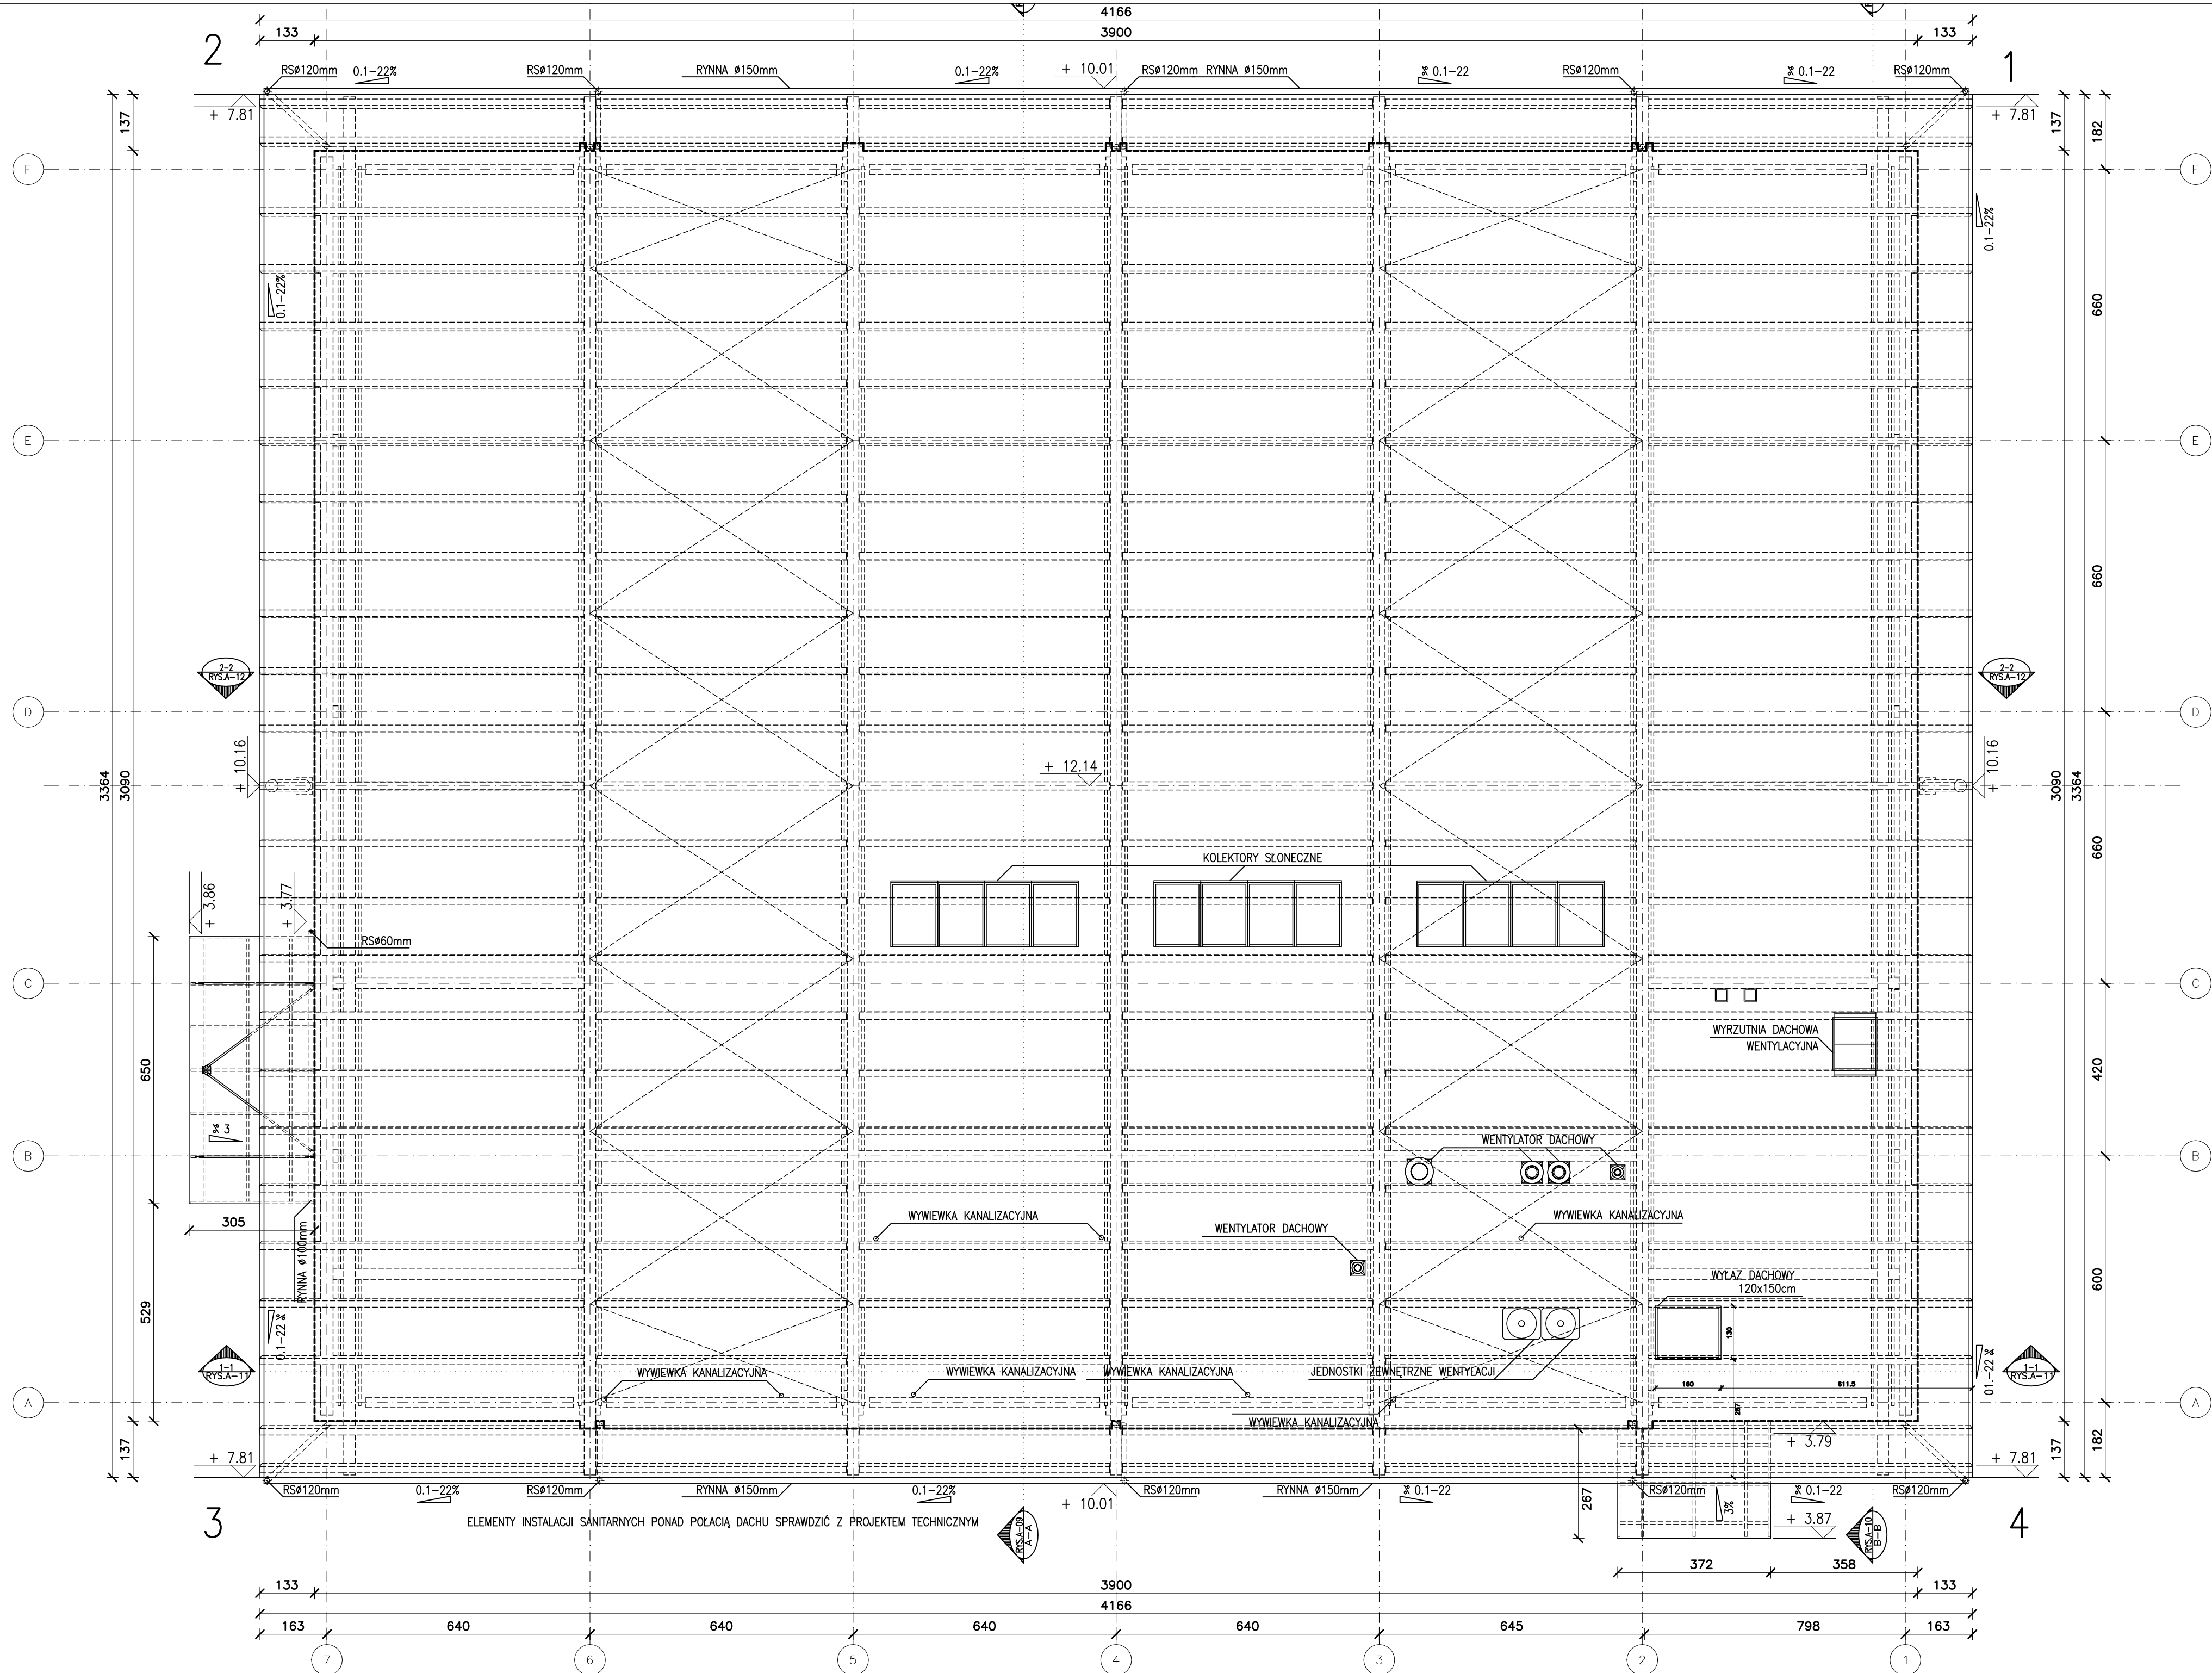 4166
133 3900 133
2 1
RSø120mm 0.1-22% RSø120mm RYNNA ø150mm 0.1-22% + 10.01 RSø120mm RYNNA ø150mm % 0.1-22 RSø120mm % 0.1-22 RSø120mm
+ 7.81 + 7.81
137 137 182
F F
0.1-22%
0.1-22%
660
E E
660
2-2
RYS.A-12
2-2
RYS.A-12
D D
+ 10.16 + 12.14 + 10.16
3364 3090 3090 3364
660
KOLEKTORY SŁONECZNE
+ 3.86 + 3.77
RSø60mm
C C
WYRZUTNIA DACHOWA
WENTYLACYJNA
650 420
% 3
WENTYLATOR DACHOWY
B B
305
RYNNA ø100mm
WYWIEWKA KANALIZACYJNA
WENTYLATOR DACHOWY
WYWIEWKA KANALIZACYJNA
WYŁAZ DACHOWY
120x150cm
529 600
130
0.1-22 %
01.-22 %
1-1
RYS.A-11
1-1
RYS.A-11
WYWIEWKA KANALIZACYJNA WYWIEWKA KANALIZACYJNA WYWIEWKA KANALIZACYJNA JEDNOSTKI ZEWNĘTRZNE WENTYLACJI
160 611.5
A A
287
WYWIEWKA KANALIZACYJNA
+ 3.79
137 137 182
+ 7.81 + 7.81
RSø120mm 0.1-22% RSø120mm RYNNA ø150mm 0.1-22% + 10.01 RSø120mm RYNNA ø150mm % 0.1-22 RSø120mm % 0.1-22 RSø120mm
267
3%
+ 3.87
3 4
ELEMENTY INSTALACJI SANITARNYCH PONAD POŁACIĄ DACHU SPRAWDZIĆ Z PROJEKTEM TECHNICZNYM
RYS.A-09
A-A
RYS.A-10
B-B
372 358
133 3900 133
4166
163 640 640 640 640 645 798 163
7 6 5 4 3 2 1